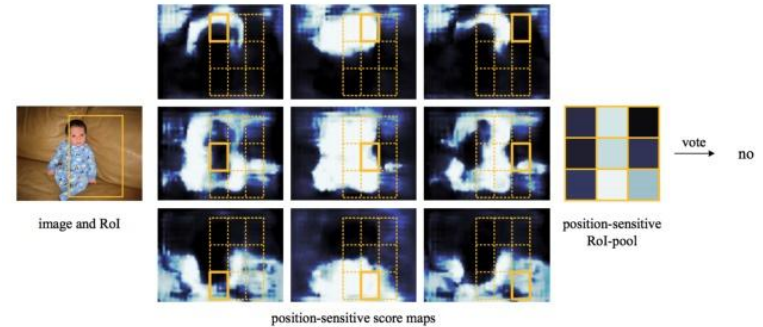 image and RoI
position-sensitive score maps
position-sensitive
RoI-pool
vote
no